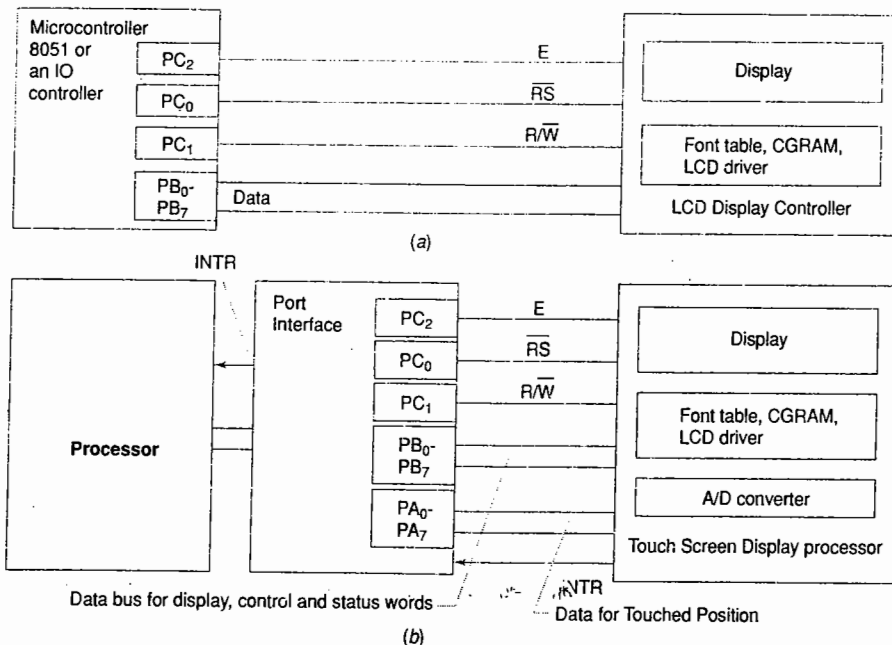 Microcontroller
8051 or
an IO
controller
PC₂
PC₀
PC₁
PB₀-
PB₇
E
R̅S̅
R/W̅
Data
Display
Font table, CGRAM,
LCD driver
LCD Display Controller
(a)
INTR
Processor
Port
Interface
PC₂
PC₀
PC₁
PB₀-
PB₇
PA₀-
PA₇
E
R̅S̅
R/W̅
Display
Font table, CGRAM,
LCD driver
A/D converter
Touch Screen Display processor
INTR
Data bus for display, control and status words
Data for Touched Position
(b)